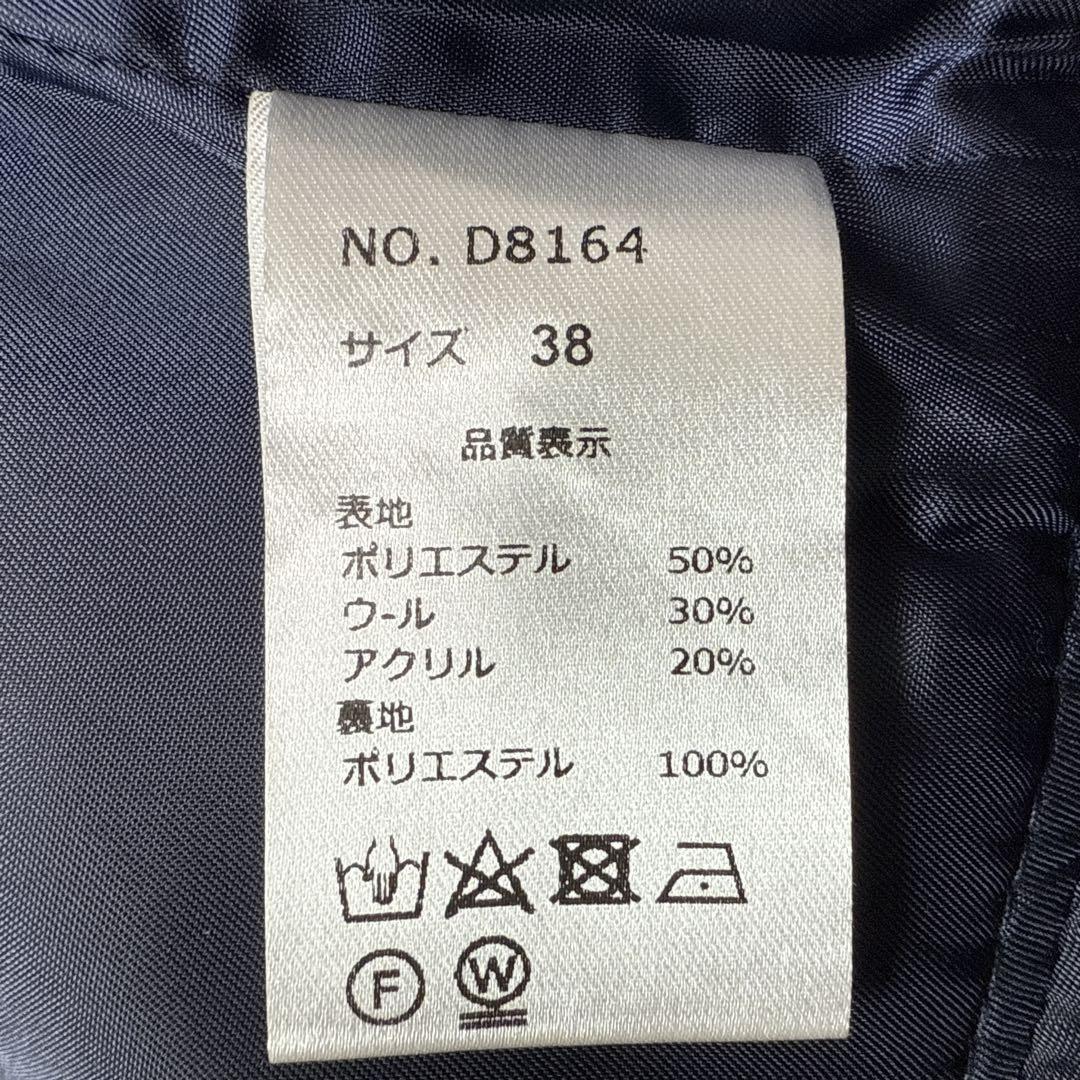 NO. D8164
サイズ 38
品質表示
表地
ポリエステル 50%
ウ-ル 30%
アクリル 20%
裏地
ポリエステル 100%
F W